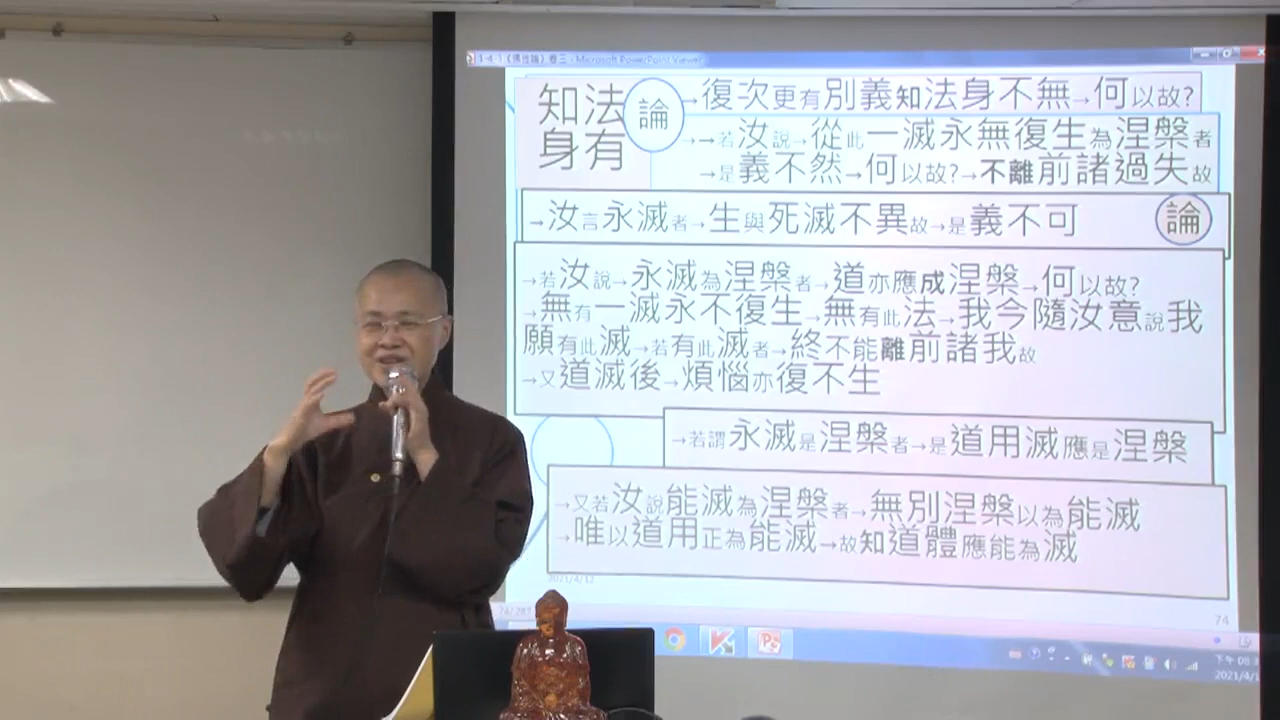 1-4-1《佛性論》卷三 - Microsoft PowerPoint Viewer
知法
身有
論
→復次更有別義知法身不無→何以故?
→→若汝說→從此一滅永無復生為涅槃者
→是義不然→何以故?→不離前諸過失故
→汝言永滅者→生與死滅不異故→是義不可
論
→若汝說→永滅為涅槃者→道亦應成涅槃→何以故?
→無有一滅永不復生→無有此法→我今隨汝意說我
願有此滅→若有此滅者→終不能離前諸我故
→又道滅後→煩惱亦復不生
→若謂永滅是涅槃者→是道用滅應是涅槃
→又若汝說能滅為涅槃者→無別涅槃以為能滅
→唯以道用正為能滅→故知道體應能為滅
2021/4/12
74
下午 08:3
2021/4/1